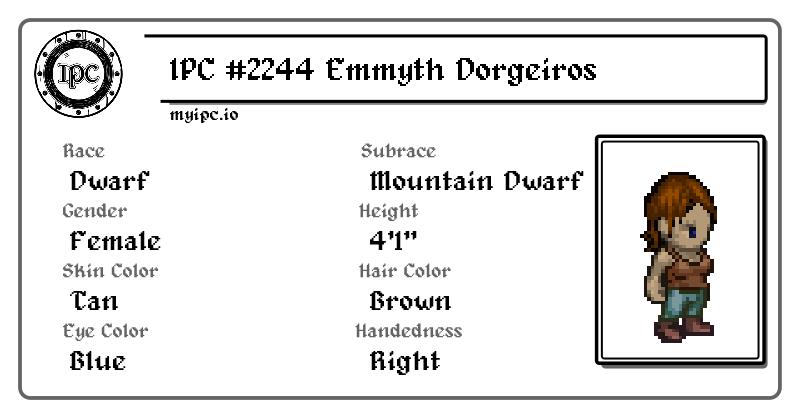 IPC
IPC #2244 Emmyth Dorgeiros
myipc.io
Race
Dwarf
Subrace
Mountain Dwarf
Gender
Female
Height
4'1"
Skin Color
Tan
Hair Color
Brown
Eye Color
Blue
Handedness
Right